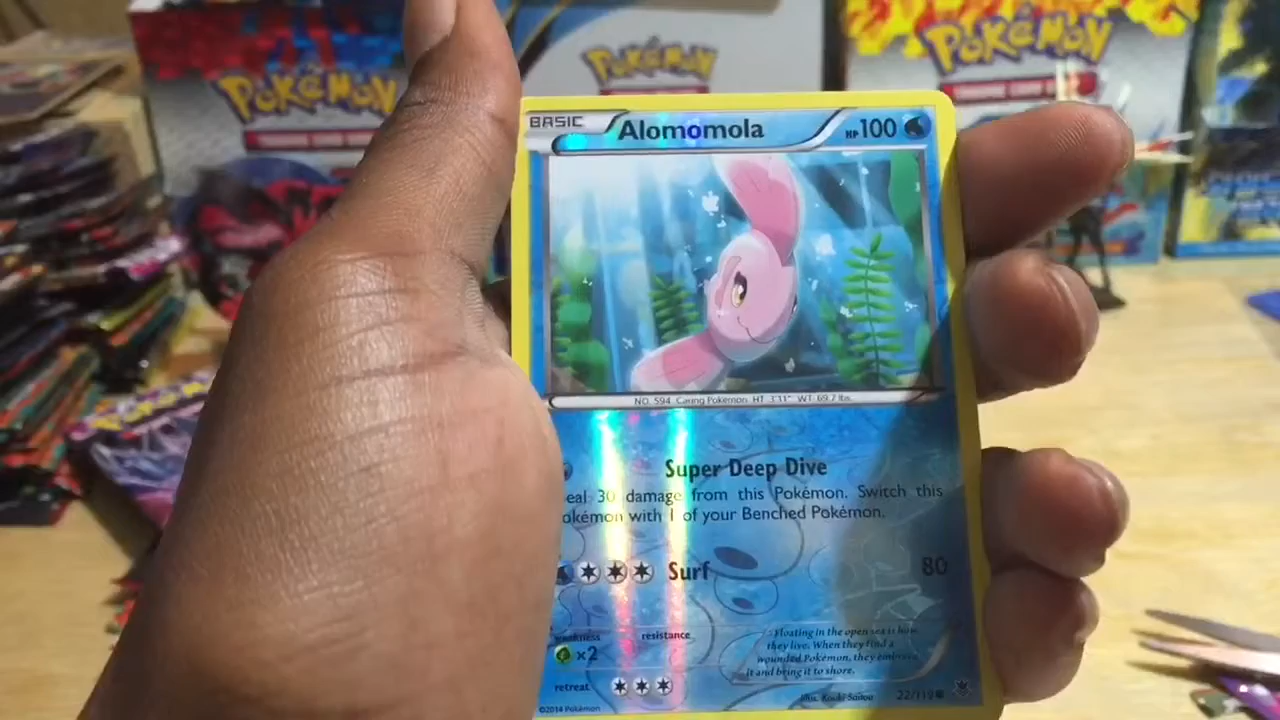 POKÉMON
POKÉMON
POKÉMON
BASIC
Alomomola
HP 100
NO. 594 Caring Pokémon HT 3'11" WT 69.7 lbs.
Super Deep Dive
eal 30 damage from this Pokémon. Switch this
okémon with 1 of your Benched Pokémon.
Surf 80
weakness resistance
×2
retreat
Floating in the open sea is how
they live. When they find a
wounded Pokémon, they embrace
it and bring it to shore.
Illus. Kouki Saitou 22/119
©2014 Pokémon